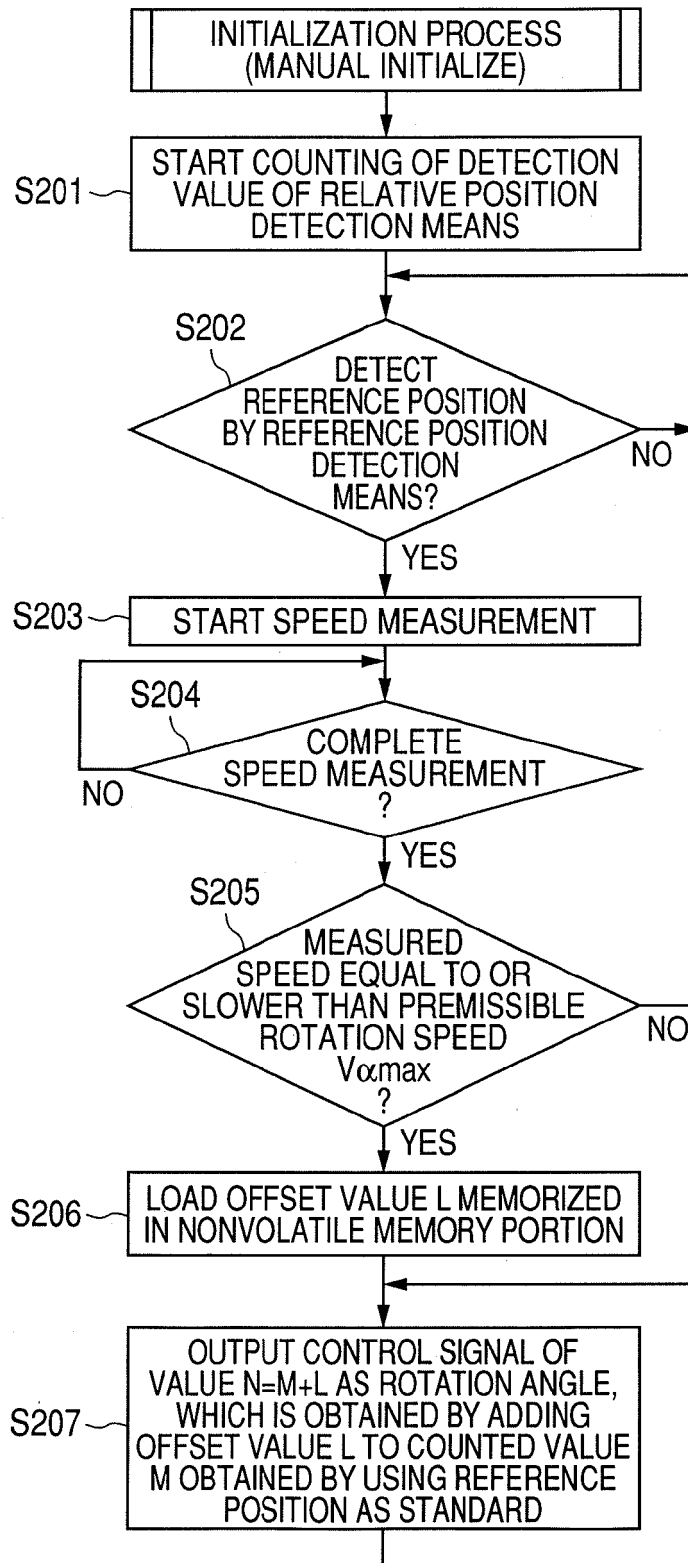 INITIALIZATION PROCESS
(MANUAL INITIALIZE)
S201
START COUNTING OF DETECTION
VALUE OF RELATIVE POSITION
DETECTION MEANS
S202
DETECT
REFERENCE POSITION
BY REFERENCE POSITION
DETECTION
MEANS?
NO
YES
S203
START SPEED MEASUREMENT
S204
COMPLETE
SPEED MEASUREMENT
?
NO
YES
S205
MEASURED
SPEED EQUAL TO OR
SLOWER THAN PREMISSIBLE
ROTATION SPEED
Vαmax
?
NO
YES
S206
LOAD OFFSET VALUE L MEMORIZED
IN NONVOLATILE MEMORY PORTION
S207
OUTPUT CONTROL SIGNAL OF
VALUE N=M+L AS ROTATION ANGLE,
WHICH IS OBTAINED BY ADDING
OFFSET VALUE L TO COUNTED VALUE
M OBTAINED BY USING REFERENCE
POSITION AS STANDARD